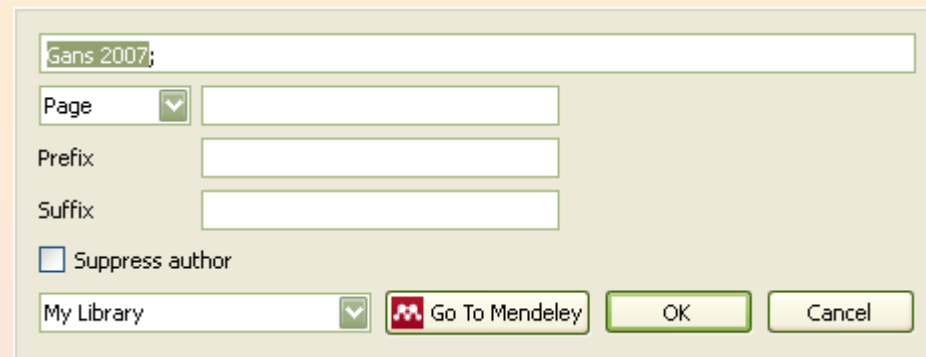 Gans 2007;
Page
Prefix
Suffix
Suppress author
My Library Go To Mendeley OK Cancel